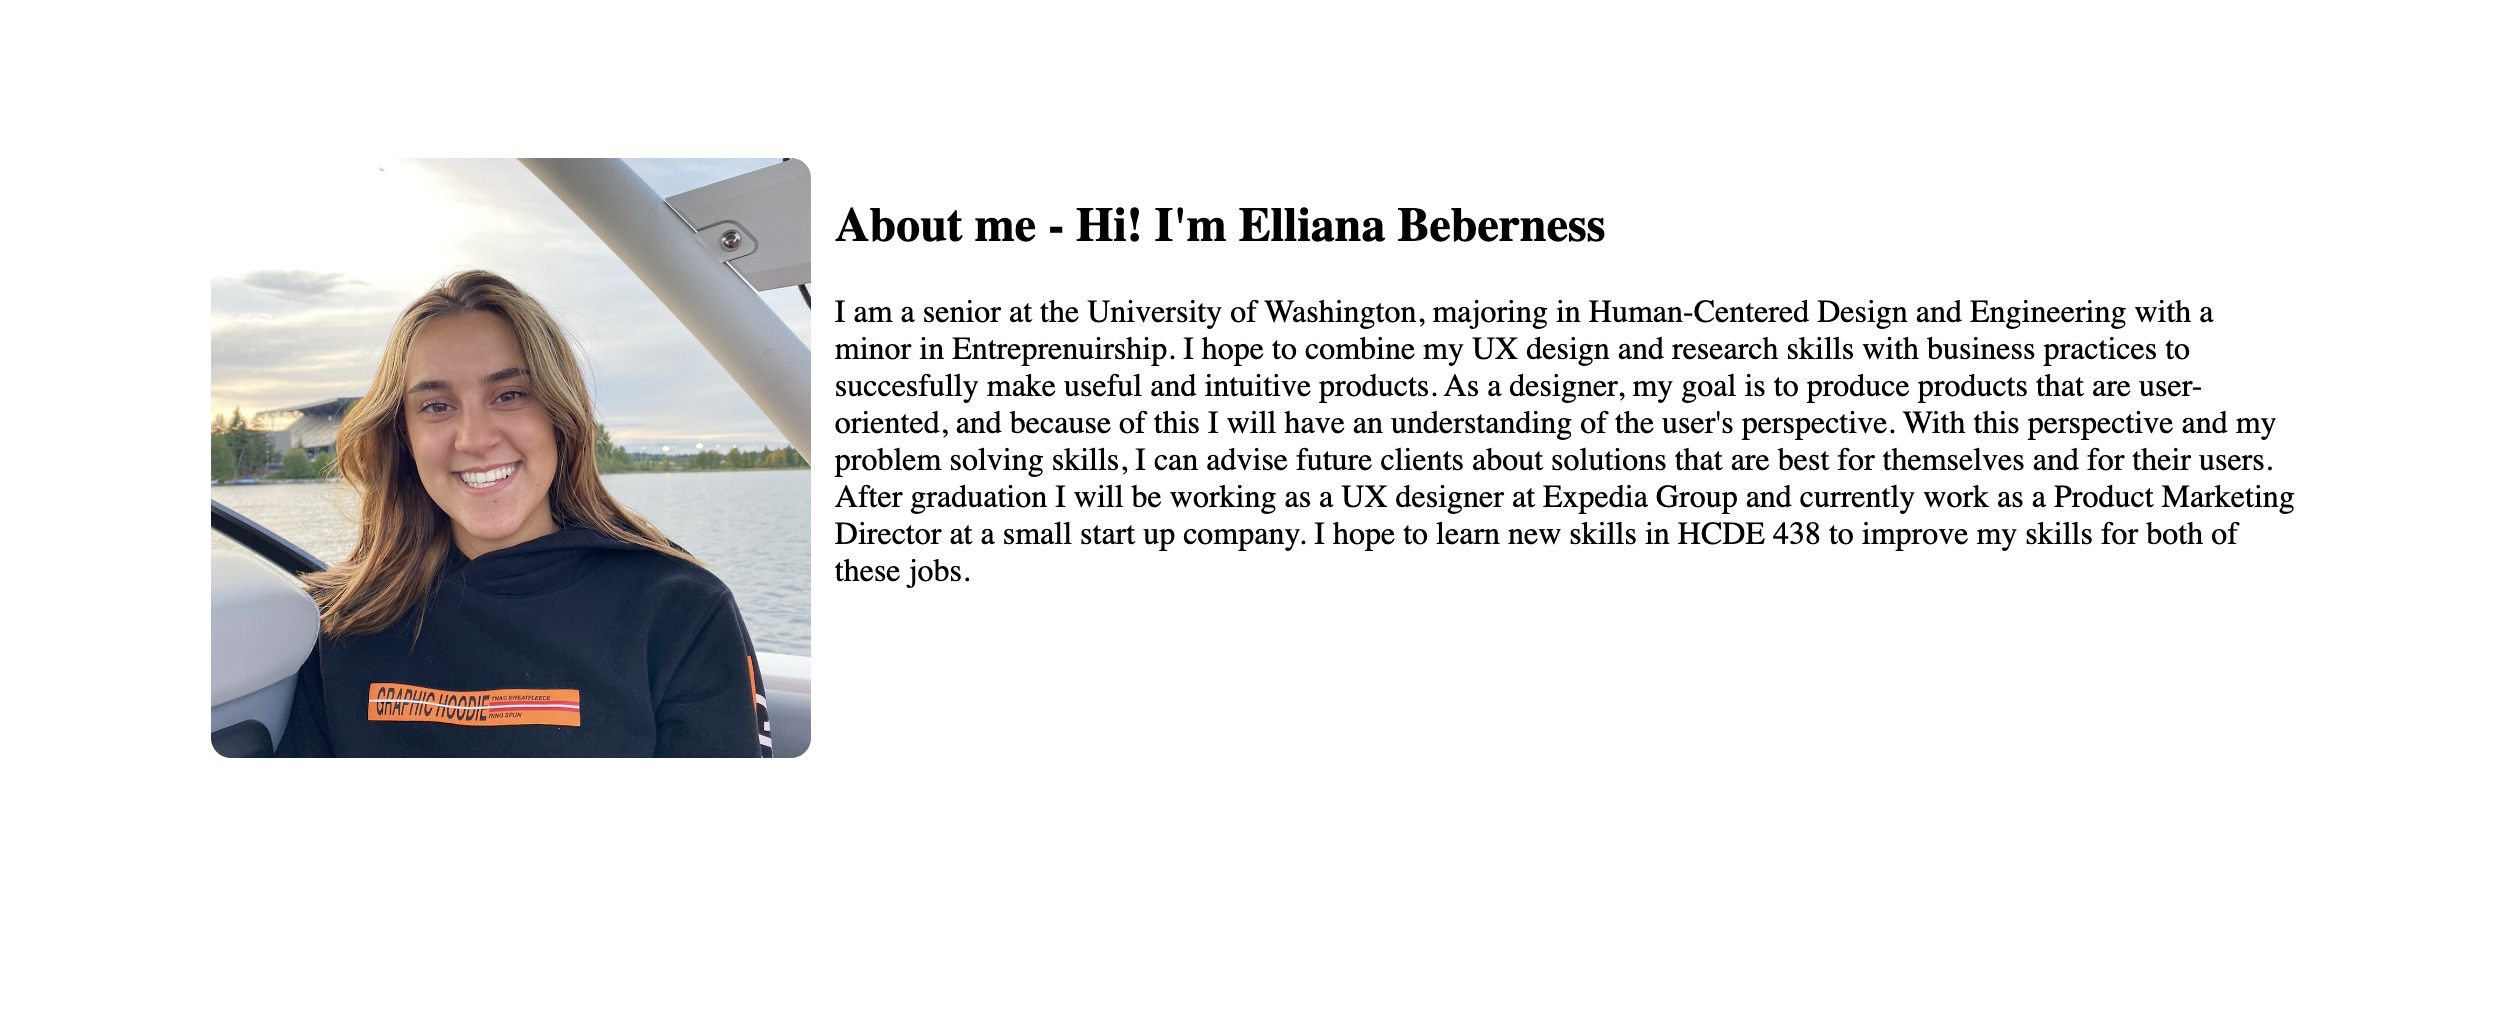 About me - Hi! I'm Elliana Beberness
I am a senior at the University of Washington, majoring in Human-Centered Design and Engineering with a
minor in Entreprenuirship. I hope to combine my UX design and research skills with business practices to
succesfully make useful and intuitive products. As a designer, my goal is to produce products that are user-
oriented, and because of this I will have an understanding of the user's perspective. With this perspective and my
problem solving skills, I can advise future clients about solutions that are best for themselves and for their users.
After graduation I will be working as a UX designer at Expedia Group and currently work as a Product Marketing
Director at a small start up company. I hope to learn new skills in HCDE 438 to improve my skills for both of
these jobs.
GRAPHIC HOODIE
TNAC SWEATFLEECE
RING SPUN